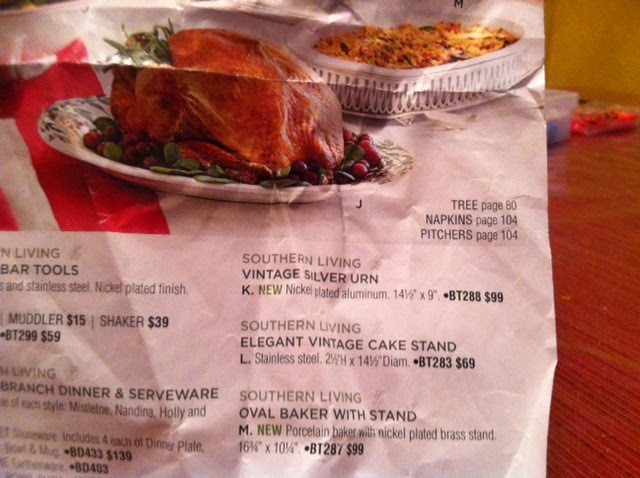 M
J
TREE page 80
NAPKINS page 104
PITCHERS page 104
N LIVING
BAR TOOLS
s and stainless steel. Nickel plated finish.
MUDDLER $15 | SHAKER $39
•BT299 $59
N LIVING
BRANCH DINNER & SERVEWARE
of each style: Mistletoe, Nandina, Holly and
Stoneware. Includes 4 each of Dinner Plate,
Bowl & Mug. •BD433 $139
Earthenware. •BD403
SOUTHERN LIVING
VINTAGE SILVER URN
K. NEW Nickel plated aluminum. 14½" x 9". •BT288 $99
SOUTHERN LIVING
ELEGANT VINTAGE CAKE STAND
L. Stainless steel. 2½"H x 14½"Diam. •BT283 $69
SOUTHERN LIVING
OVAL BAKER WITH STAND
M. NEW Porcelain baker with nickel plated brass stand.
16¾" x 10¼". •BT287 $99